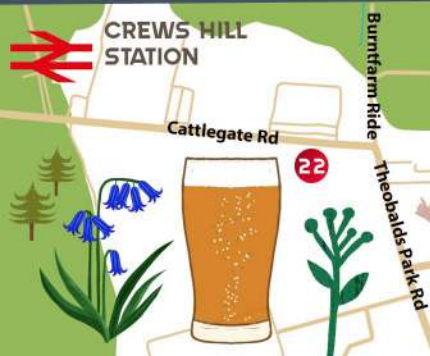 CREWS HILL
STATION
Burntfarm Ride
Cattlegate Rd
22
Theobalds Park Rd